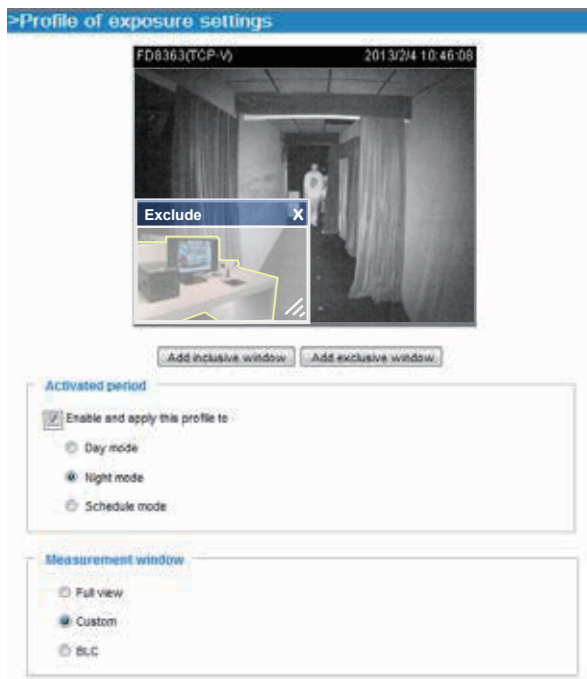 >Profile of exposure settings
FD8363(TCP-V) 2013/2/4 10:46:08
Exclude X
Add inclusive window Add exclusive window
Activated period
Enable and apply this profile to
Day mode
Night mode
Schedule mode
Measurement window
Full view
Custom
BLC